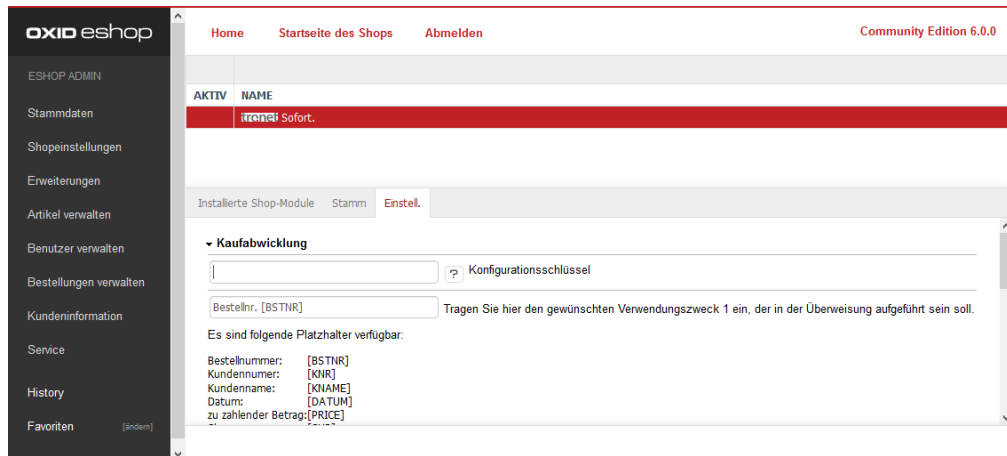 OXID eshop
Home Startseite des Shops Abmelden Community Edition 6.0.0
ESHOP ADMIN
Stammdaten
Shopeinstellungen
Erweiterungen
Artikel verwalten
Benutzer verwalten
Bestellungen verwalten
Kundeninformation
Service
History
Favoriten [ändern]
AKTIV NAME
tronet Sofort.
Installierte Shop-Module Stamm Einstell.
Kaufabwicklung
? Konfigurationsschlüssel
Bestellnr. [BSTNR] Tragen Sie hier den gewünschten Verwendungszweck 1 ein, der in der Überweisung aufgeführt sein soll.
Es sind folgende Platzhalter verfügbar:
Bestellnummer: [BSTNR]
Kundennumer: [KNR]
Kundenname: [KNAME]
Datum: [DATUM]
zu zahlender Betrag:[PRICE]